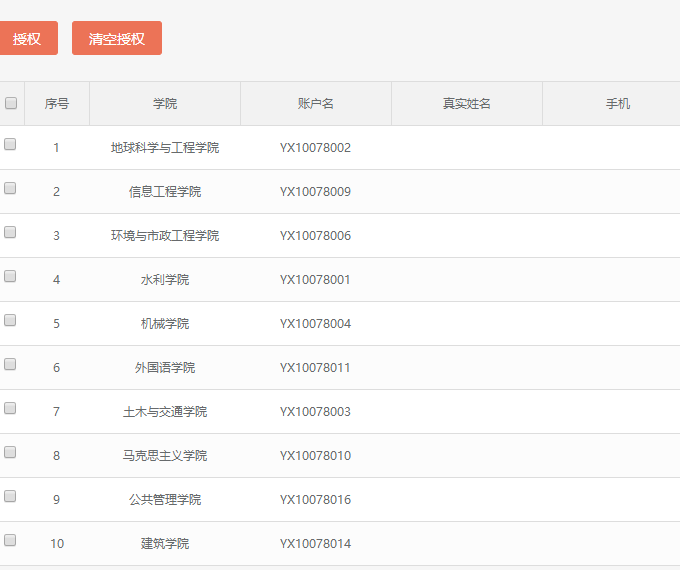 授权 清空授权
序号 学院 账户名 真实姓名 手机
1 地球科学与工程学院 YX10078002
2 信息工程学院 YX10078009
3 环境与市政工程学院 YX10078006
4 水利学院 YX10078001
5 机械学院 YX10078004
6 外国语学院 YX10078011
7 土木与交通学院 YX10078003
8 马克思主义学院 YX10078010
9 公共管理学院 YX10078016
10 建筑学院 YX10078014